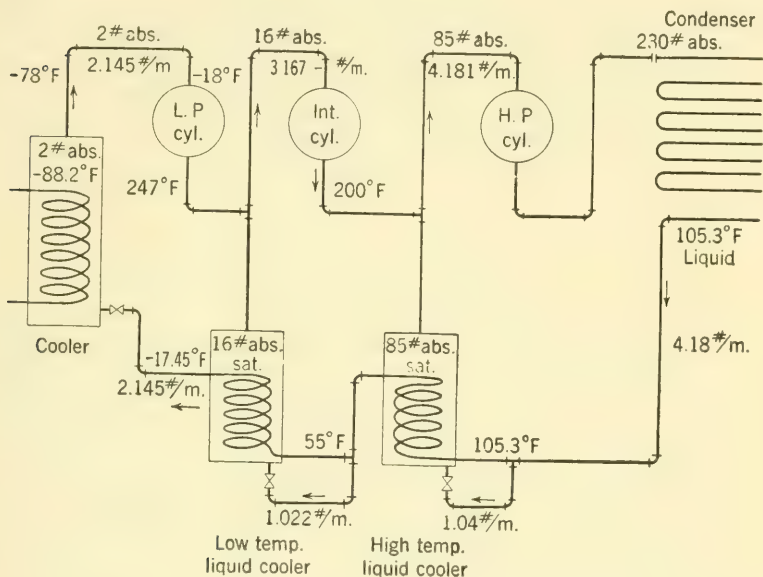 Condenser
2# abs.
16# abs.
85# abs.
230# abs.
-78°F
2.145 #/m.
-18°F
3 167 - #/m.
4.181 #/m.
L. P
cyl.
Int.
cyl.
H. P
cyl.
2# abs.
-88.2°F
247°F
200°F
105.3°F
Liquid
Cooler
-17.45°F
2.145 #/m.
16# abs.
sat.
85# abs.
sat.
4.18 #/m.
55°F
105.3°F
1.022 #/m.
1.04 #/m.
Low temp.
liquid cooler
High temp.
liquid cooler